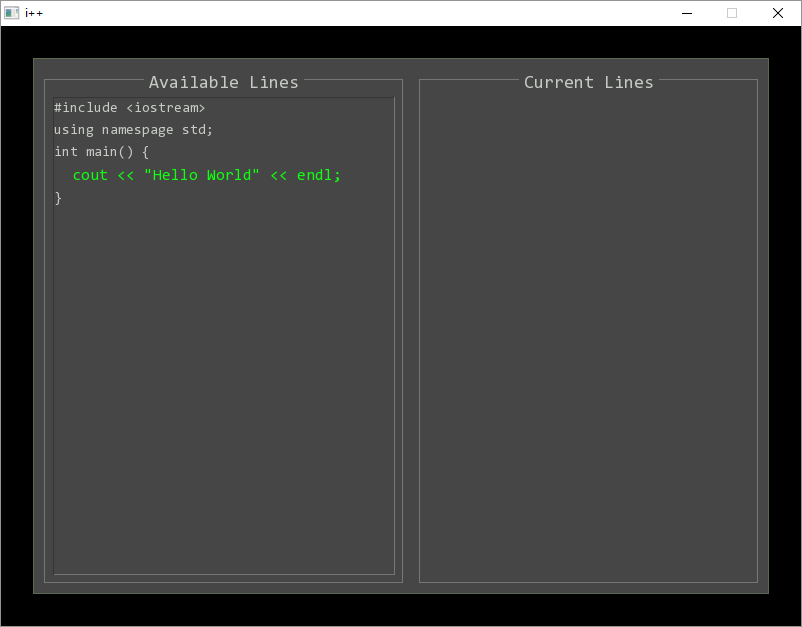 i++
Available Lines
#include <iostream>
using namespage std;
int main() {
  cout << "Hello World" << endl;
}
Current Lines